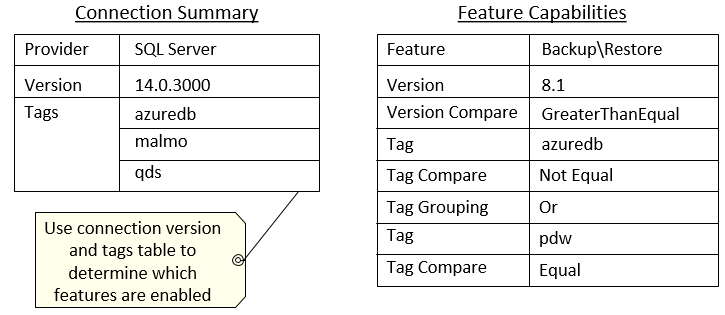 Connection Summary
Provider SQL Server
Version 14.0.3000
Tags azuredb
malmo
qds
Use connection version
and tags table to
determine which
features are enabled
Feature Capabilities
Feature Backup\Restore
Version 8.1
Version Compare GreaterThanEqual
Tag azuredb
Tag Compare Not Equal
Tag Grouping Or
Tag pdw
Tag Compare Equal